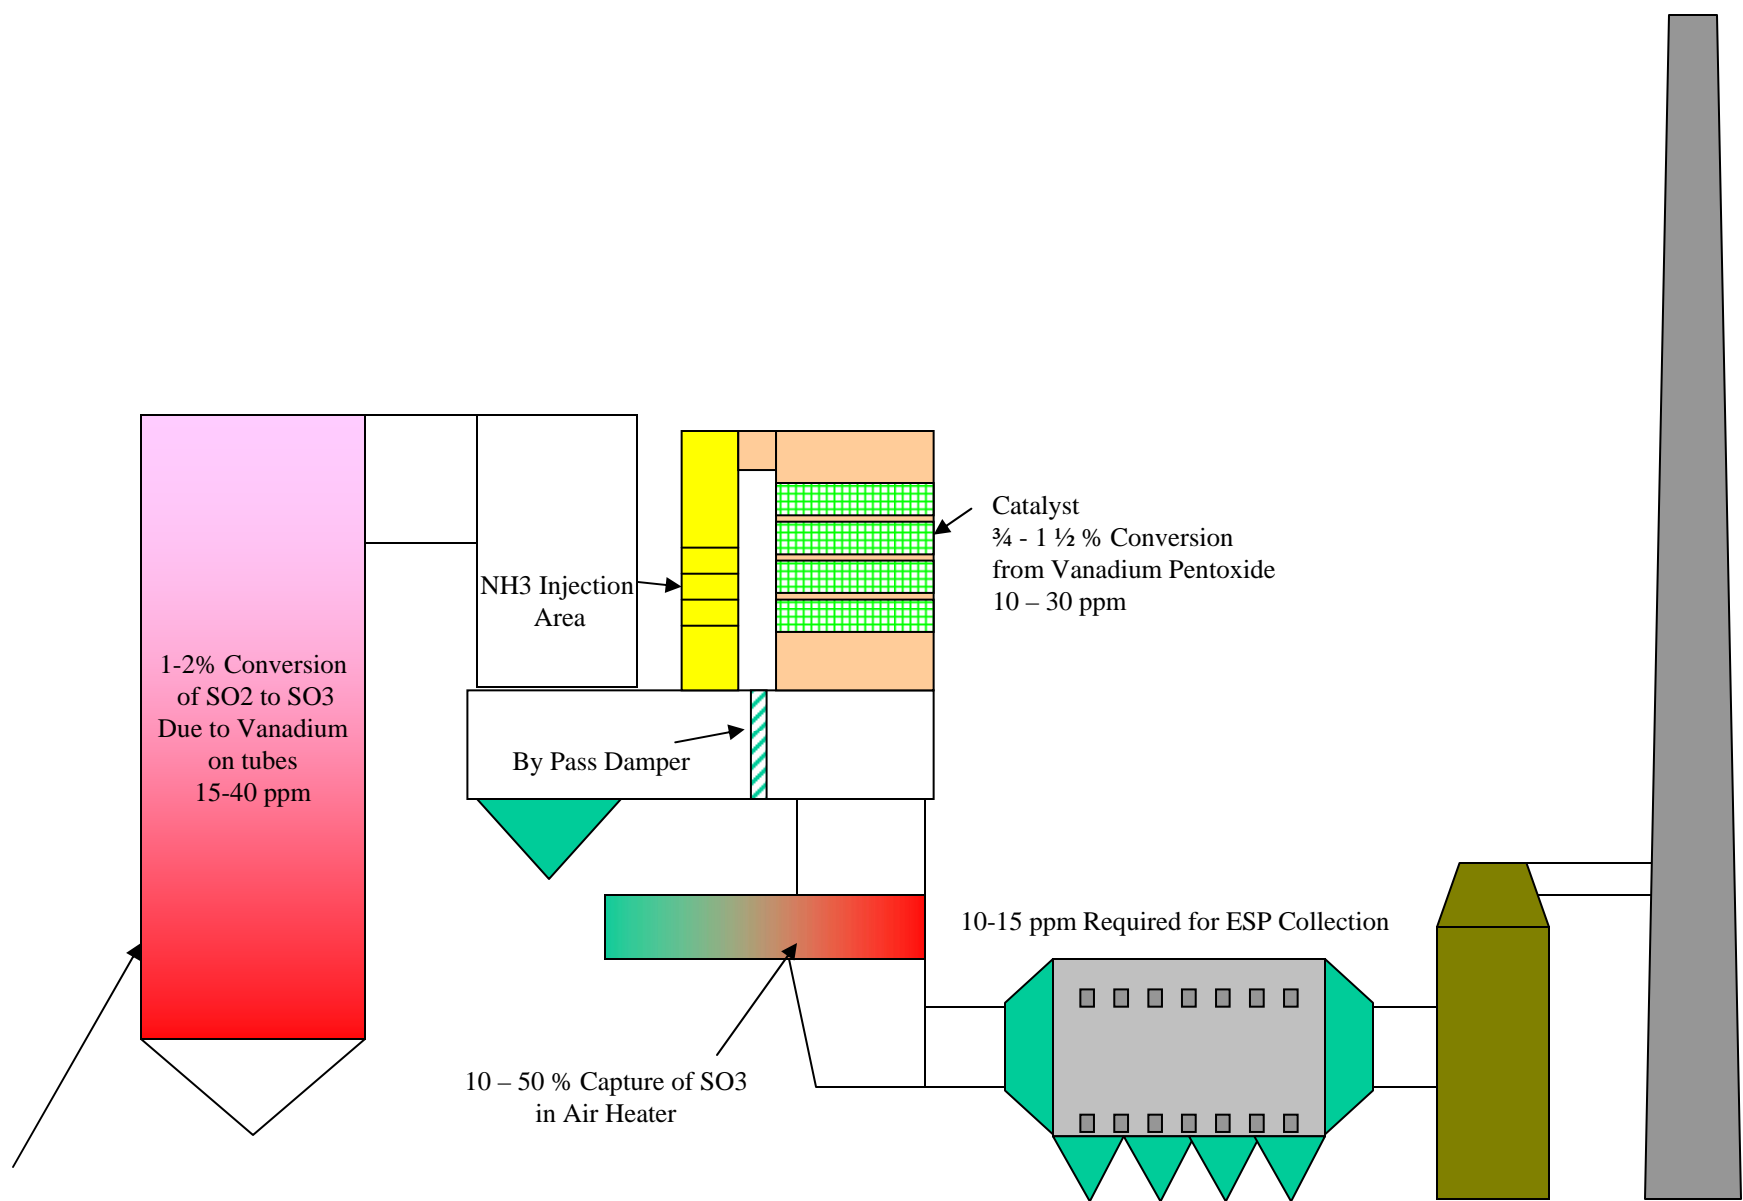 1-2% Conversion
of SO2 to SO3
Due to Vanadium
on tubes
15-40 ppm
NH3 Injection
Area
By Pass Damper
Catalyst
¾ - 1 ½ % Conversion
from Vanadium Pentoxide
10 – 30 ppm
10 – 50 % Capture of SO3
in Air Heater
10-15 ppm Required for ESP Collection